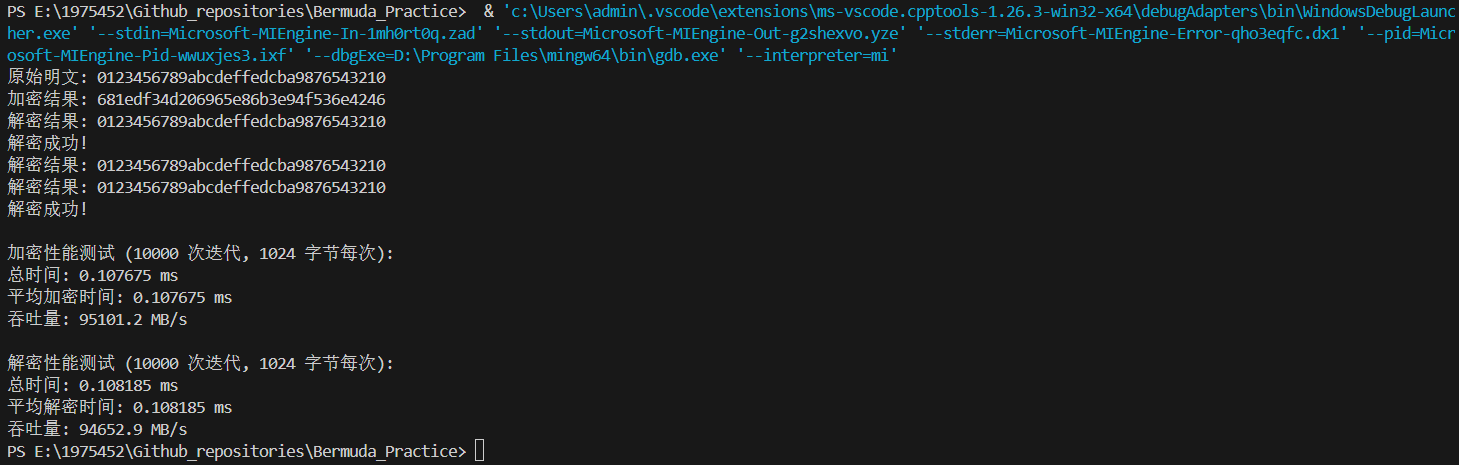 PS E:\1975452\Github_repositories\Bermuda_Practice>  & 'c:\Users\admin\.vscode\extensions\ms-vscode.cpptools-1.26.3-win32-x64\debugAdapters\bin\WindowsDebugLaunc
her.exe' '--stdin=Microsoft-MIEngine-In-1mh0rt0q.zad' '--stdout=Microsoft-MIEngine-Out-g2shexvo.yze' '--stderr=Microsoft-MIEngine-Error-qho3eqfc.dx1' '--pid=Micr
osoft-MIEngine-Pid-wwuxjes3.ixf' '--dbgExe=D:\Program Files\mingw64\bin\gdb.exe' '--interpreter=mi'
原始明文: 0123456789abcdeffedcba9876543210
加密结果: 681edf34d206965e86b3e94f536e4246
解密结果: 0123456789abcdeffedcba9876543210
解密成功!
解密结果: 0123456789abcdeffedcba9876543210
解密结果: 0123456789abcdeffedcba9876543210
解密成功!
加密性能测试 (10000 次迭代, 1024 字节每次):
总时间: 0.107675 ms
平均加密时间: 0.107675 ms
吞吐量: 95101.2 MB/s
解密性能测试 (10000 次迭代, 1024 字节每次):
总时间: 0.108185 ms
平均解密时间: 0.108185 ms
吞吐量: 94652.9 MB/s
PS E:\1975452\Github_repositories\Bermuda_Practice>